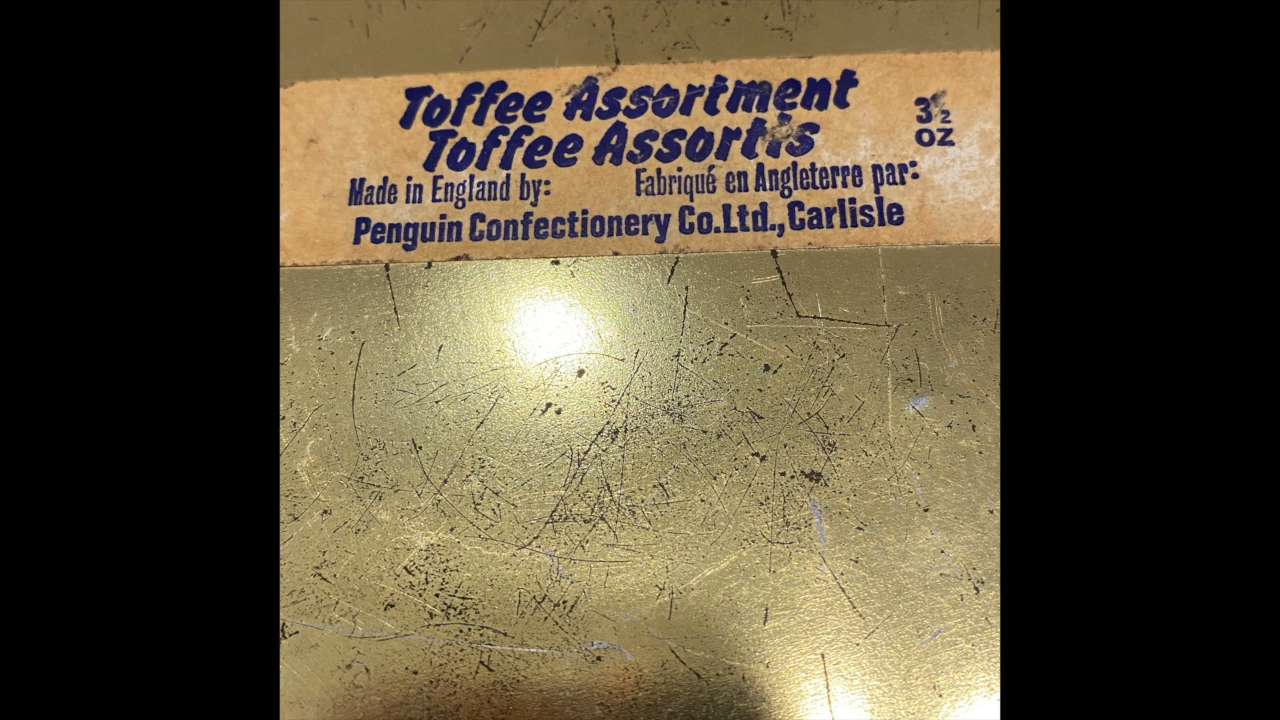 Toffee Assortment
Toffee Assortis
3½ OZ
Made in England by: Fabriqué en Angleterre par:
Penguin Confectionery Co.Ltd., Carlisle